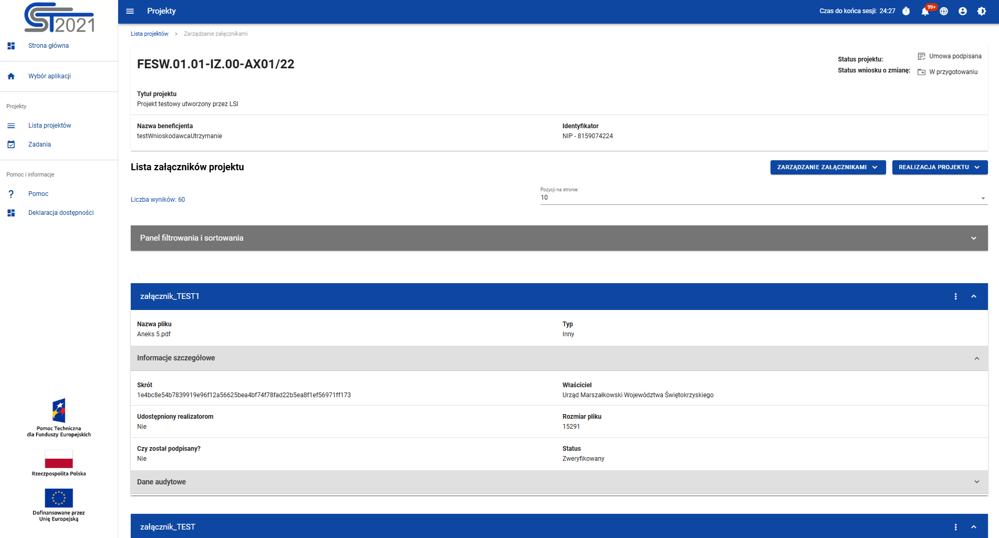 CST2021
Strona główna
Wybór aplikacji
Projekty
Lista projektów
Zadania
Pomoc i informacje
Pomoc
Deklaracja dostępności
Pomoc Techniczna
dla Funduszy Europejskich
Rzeczpospolita Polska
Dofinansowane przez
Unię Europejską
Projekty
Czas do końca sesji: 24:27
99+
Lista projektów > Zarządzanie załącznikami
FESW.01.01-IZ.00-AX01/22
Status projektu: Umowa podpisana
Status wniosku o zmianę: W przygotowaniu
Tytuł projektu
Projekt testowy utworzony przez LSI
Nazwa beneficjenta
testWnioskodawcaUtrzymanie
Identyfikator
NIP - 8159074224
Lista załączników projektu
ZARZĄDZANIE ZAŁĄCZNIKAMI
REALIZACJA PROJEKTU
Liczba wyników: 60
Pozycji na stronie:
10
Panel filtrowania i sortowania
załącznik_TEST1
Nazwa pliku
Aneks 5.pdf
Typ
Inny
Informacje szczegółowe
Skrót
1e4bc8e54b7839919e96f12a56625bea4bf74f78fad22b5ea8f1ef56971ff173
Właściciel
Urząd Marszałkowski Województwa Świętokrzyskiego
Udostępniony realizatorom
Nie
Rozmiar pliku
15291
Czy został podpisany?
Nie
Status
Zweryfikowany
Dane audytowe
załącznik_TEST